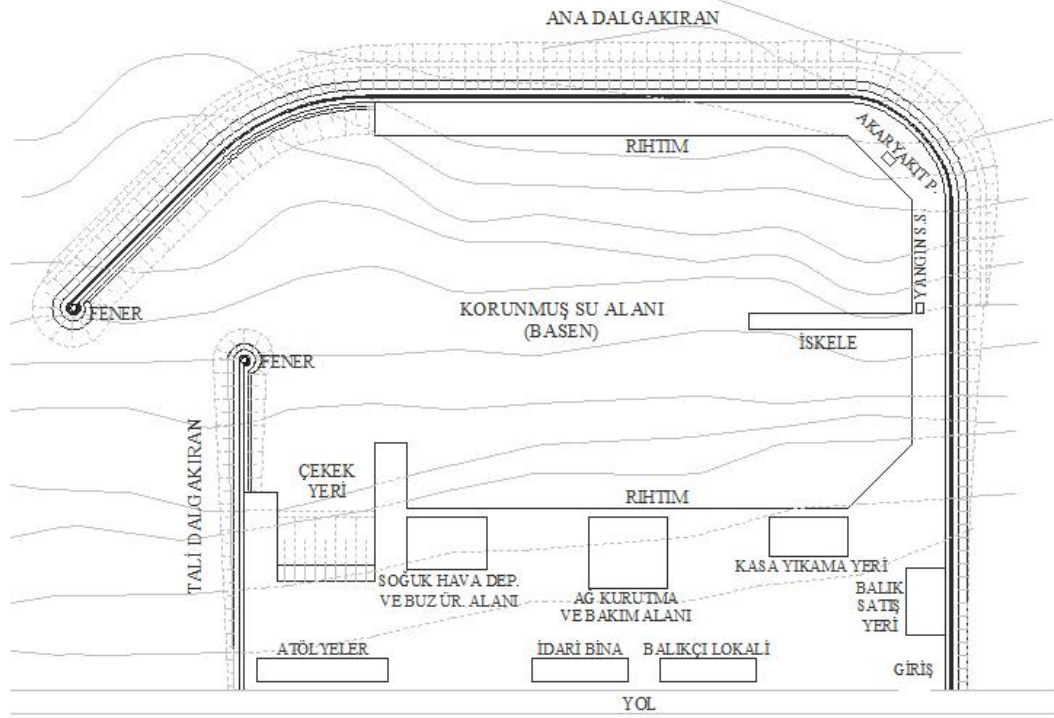 ANA DALGAKIRAN
RIHTIM
AKARYAKIT P.
YANGIN S.S.
FENER
KORUNMUŞ SU ALANI
(BASEN)
İSKELE
FENER
TALİ DALGAKIRAN
ÇEKEK
YERİ
RIHTIM
SOĞUK HAVA DEP.
VE BUZ ÜR. ALANI
AĞ KURUTMA
VE BAKIM ALANI
KASA YIKAMA YERİ
BALIK
SATIŞ
YERİ
ATÖLYELER
İDARİ BİNA
BALIKÇI LOKALİ
GİRİŞ
YOL